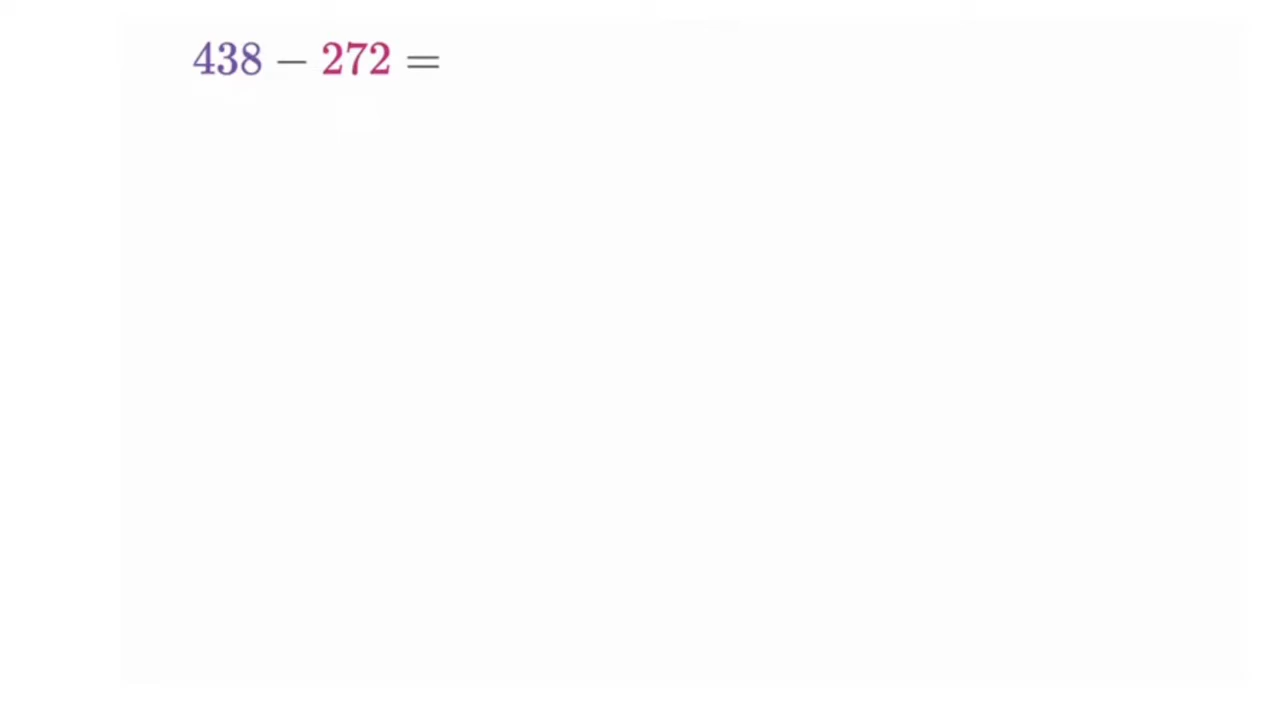 438 − 272 =